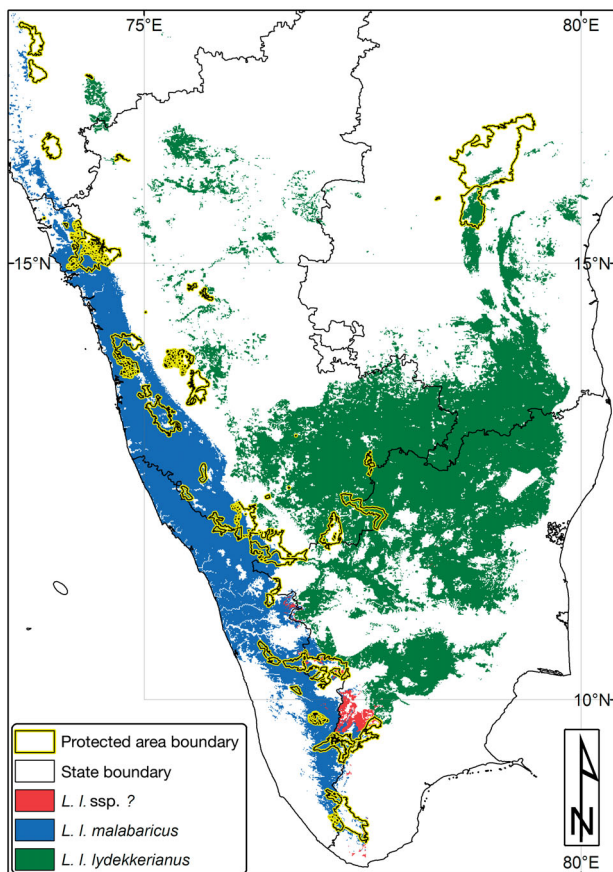 75°E
80°E
15°N
15°N
10°N
Protected area boundary
State boundary
L. l. ssp. ?
L. l. malabaricus
L. l. lydekkerianus
N
80°E